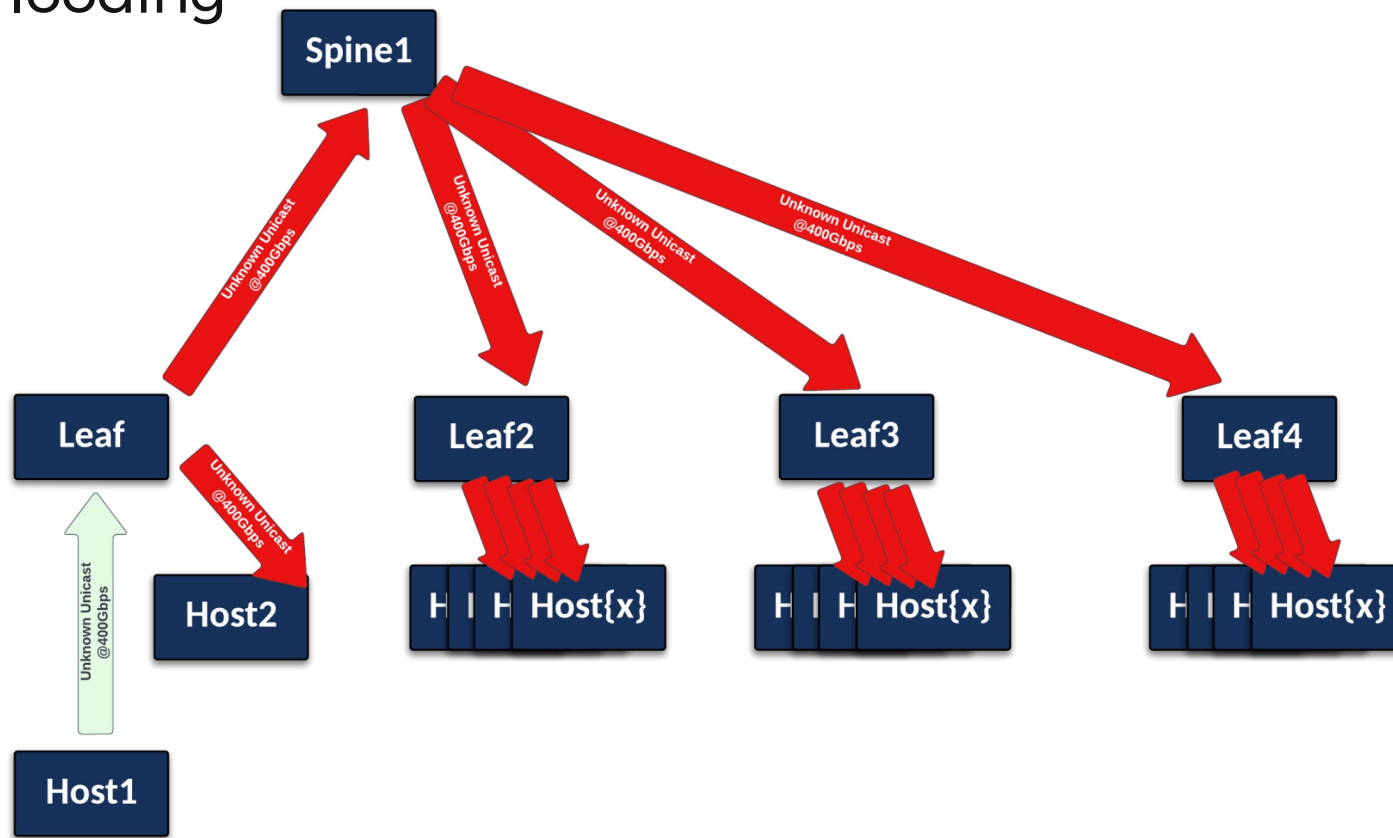 looding
Spine1
Unknown Unicast
@400Gbps
Unknown Unicast
@400Gbps
Unknown Unicast
@400Gbps
Unknown Unicast
@400Gbps
Leaf
Leaf2
Leaf3
Leaf4
Unknown Unicast
@400Gbps
Unknown Unicast
@400Gbps
Host2
H H Host{x}
H H Host{x}
H H Host{x}
Host1